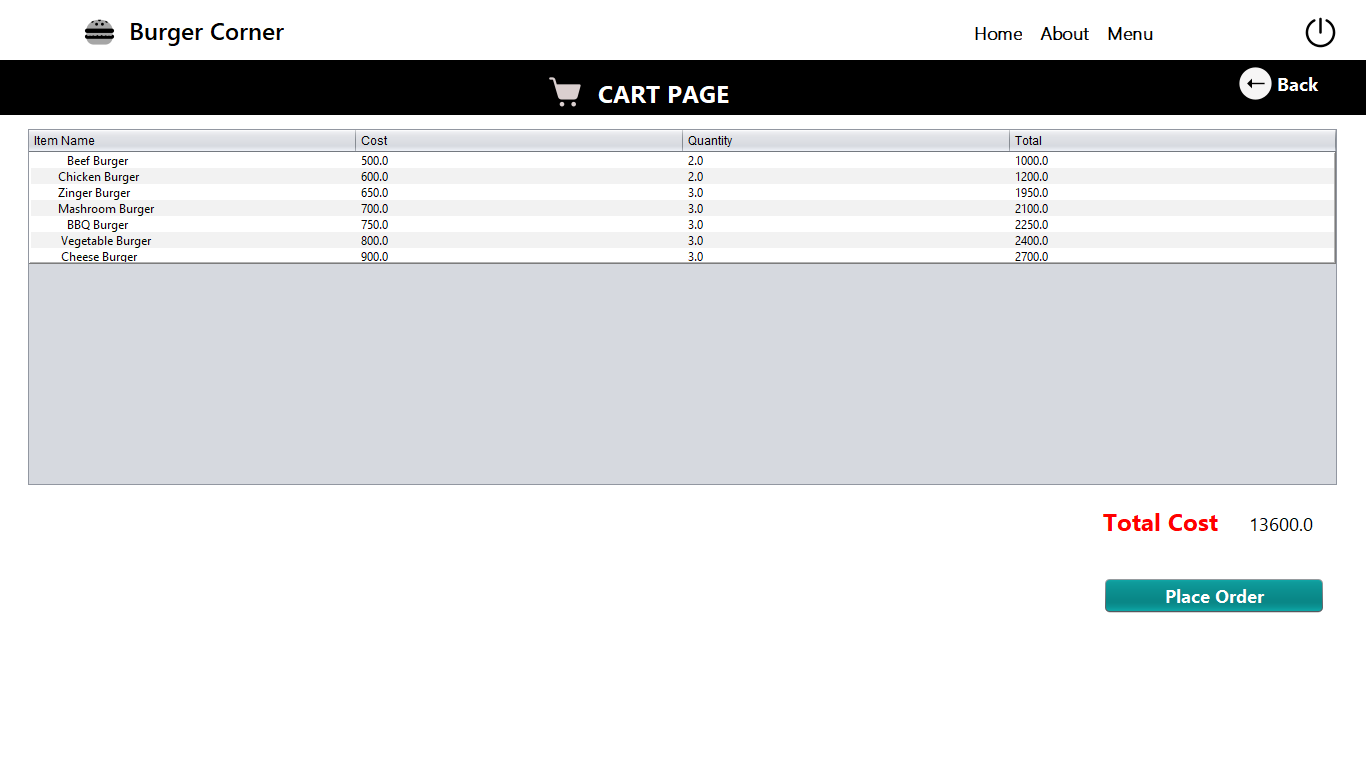 Burger Corner Home About Menu
CART PAGE Back
Item Name Cost Quantity Total
Beef Burger 500.0 2.0 1000.0
Chicken Burger 600.0 2.0 1200.0
Zinger Burger 650.0 3.0 1950.0
Mashroom Burger 700.0 3.0 2100.0
BBQ Burger 750.0 3.0 2250.0
Vegetable Burger 800.0 3.0 2400.0
Cheese Burger 900.0 3.0 2700.0
Total Cost 13600.0
Place Order